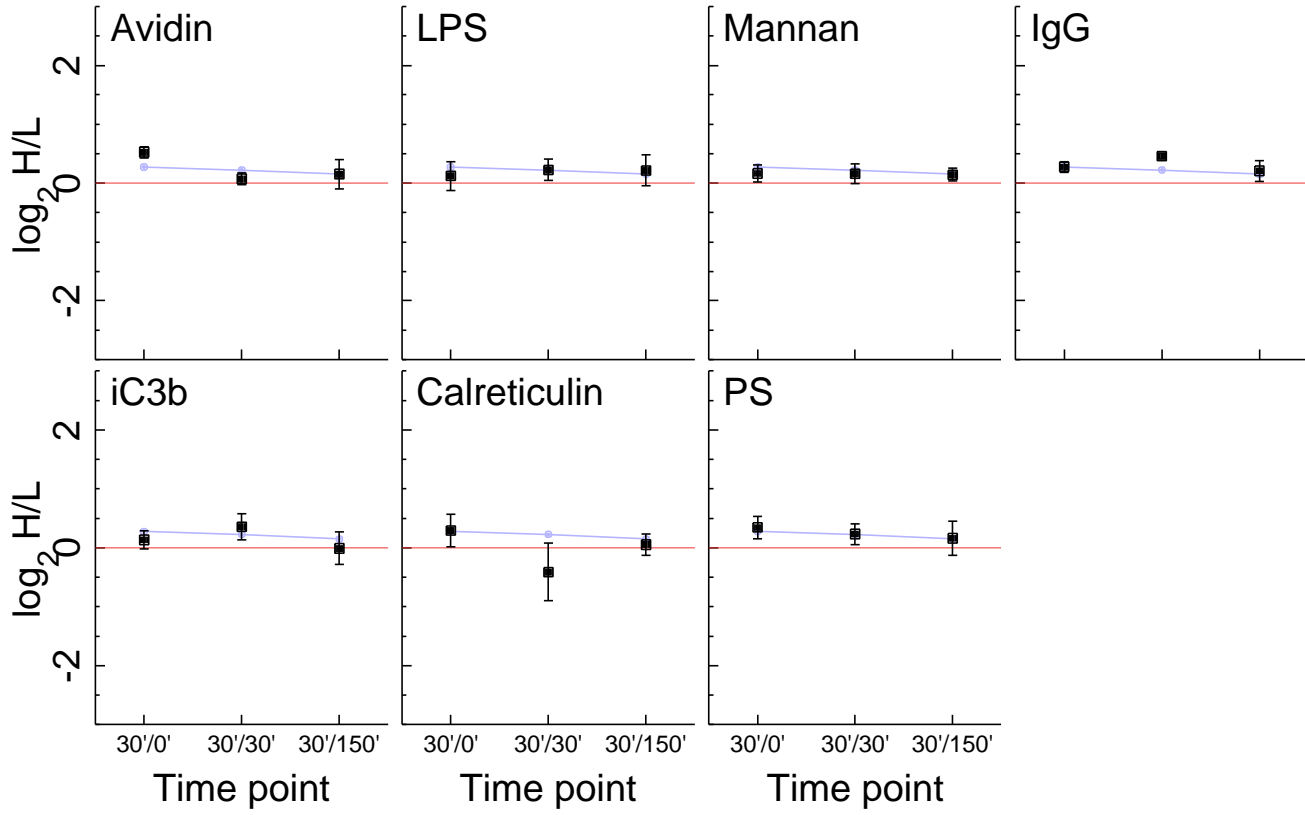 Avidin
LPS
Mannan
IgG
2
0
-2
log₂ H/L
iC3b
Calreticulin
PS
2
0
-2
log₂ H/L
30'/0' 30'/30' 30'/150' 30'/0' 30'/30' 30'/150' 30'/0' 30'/30' 30'/150'
Time point Time point Time point